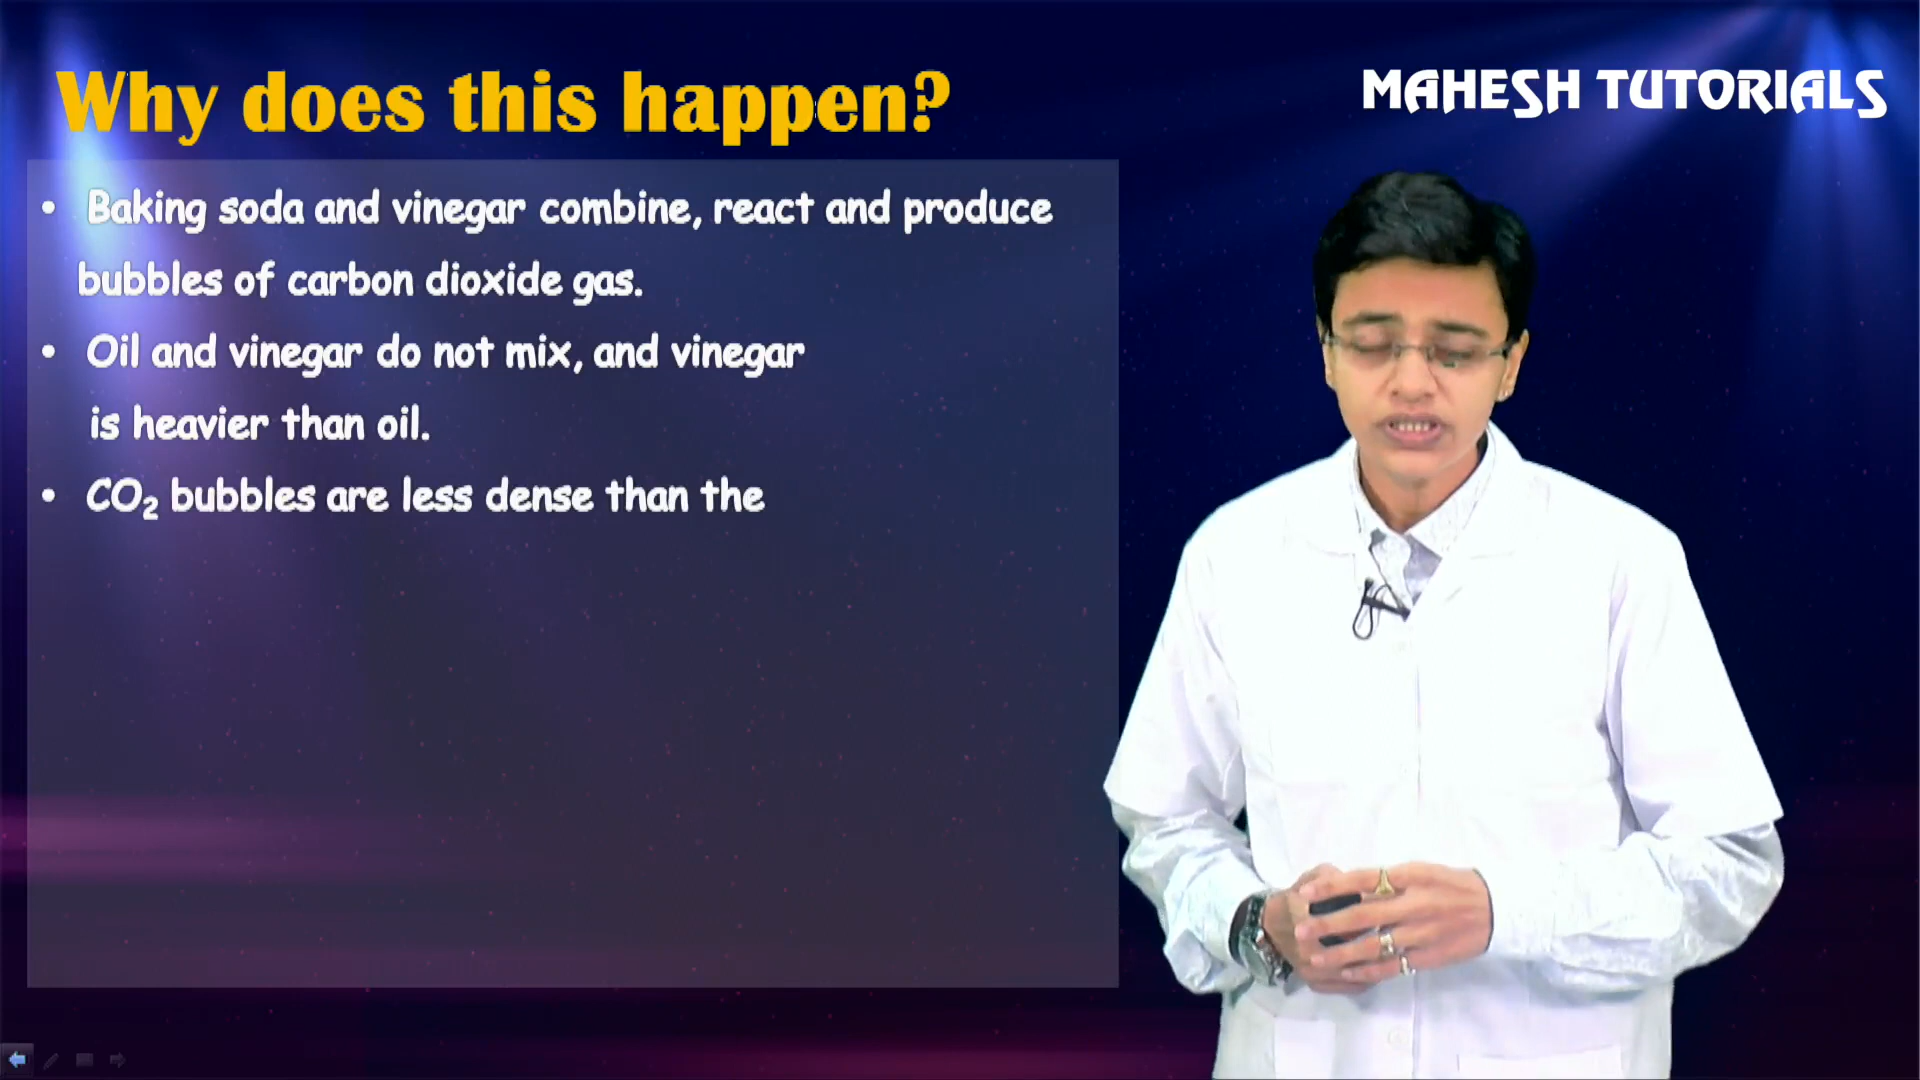 Why does this happen?
MAHESH TUTORIALS
• Baking soda and vinegar combine, react and produce
bubbles of carbon dioxide gas.
• Oil and vinegar do not mix, and vinegar
is heavier than oil.
• CO₂ bubbles are less dense than the